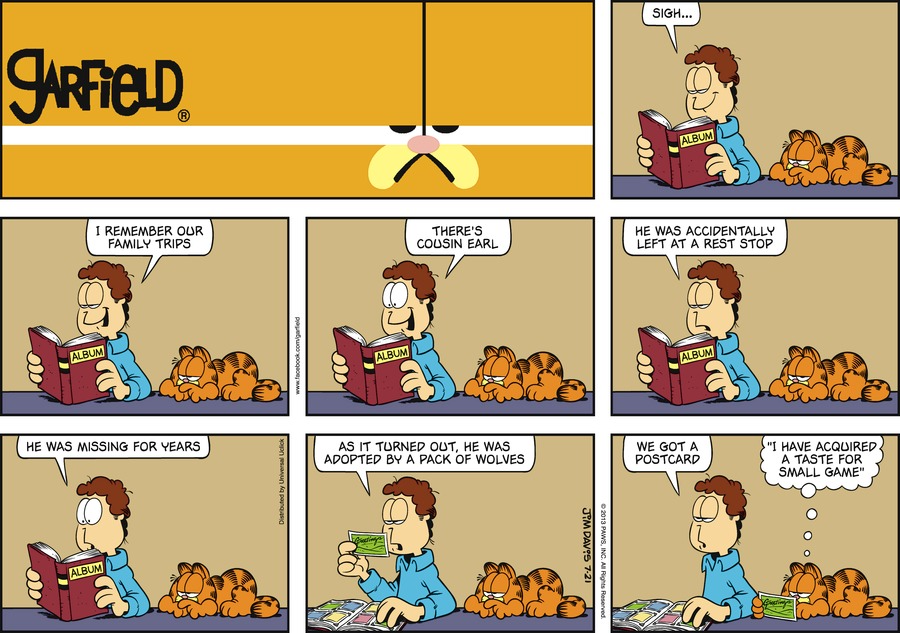 GARFiELD
®
SIGH...
ALBUM
I REMEMBER OUR
FAMILY TRIPS
ALBUM
www.facebook.com/garfield
THERE'S
COUSIN EARL
ALBUM
HE WAS ACCIDENTALLY
LEFT AT A REST STOP
ALBUM
HE WAS MISSING FOR YEARS
ALBUM
Distributed by Universal Uclick
AS IT TURNED OUT, HE WAS
ADOPTED BY A PACK OF WOLVES
Greetings
JIM DAVIS 7-21
© 2013 PAWS, INC. All Rights Reserved.
WE GOT A
POSTCARD
"I HAVE ACQUIRED
A TASTE FOR
SMALL GAME"
Greetings